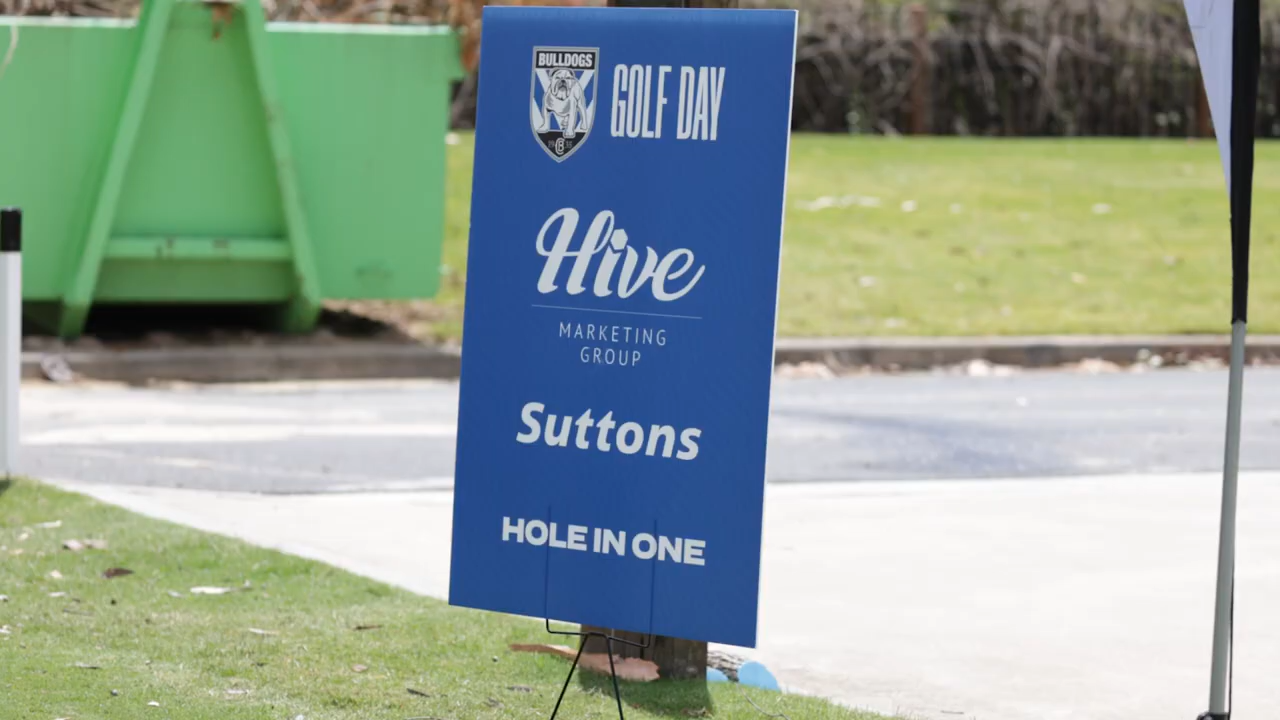 BULLDOGS
GOLF DAY
Hive
MARKETING
GROUP
Suttons
HOLE IN ONE